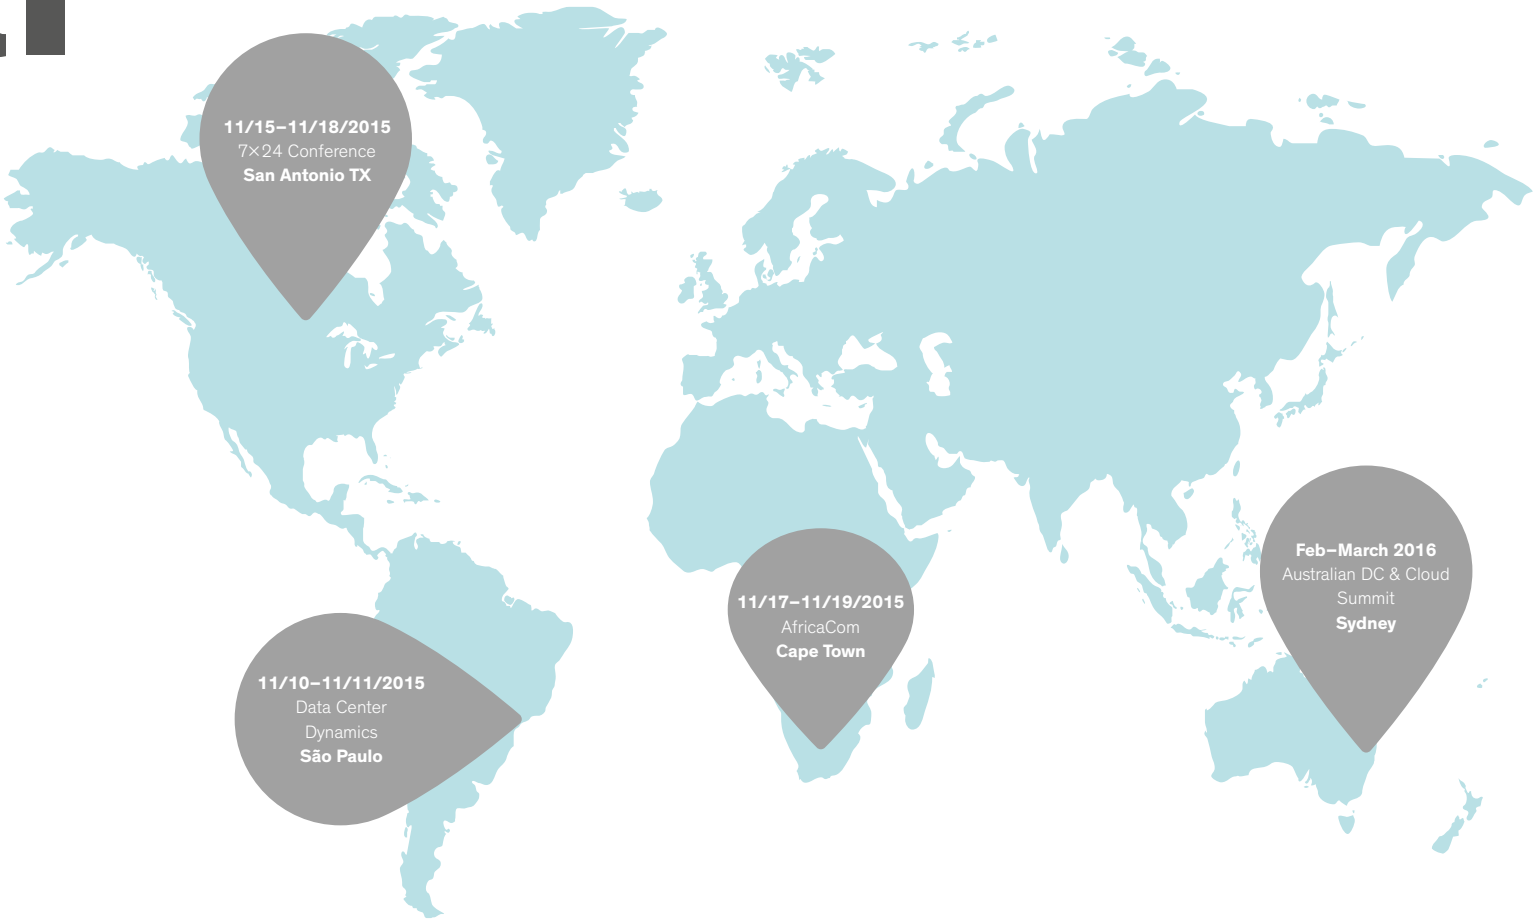 11/15–11/18/2015
7×24 Conference
San Antonio TX
11/10–11/11/2015
Data Center
Dynamics
São Paulo
11/17–11/19/2015
AfricaCom
Cape Town
Feb–March 2016
Australian DC & Cloud
Summit
Sydney